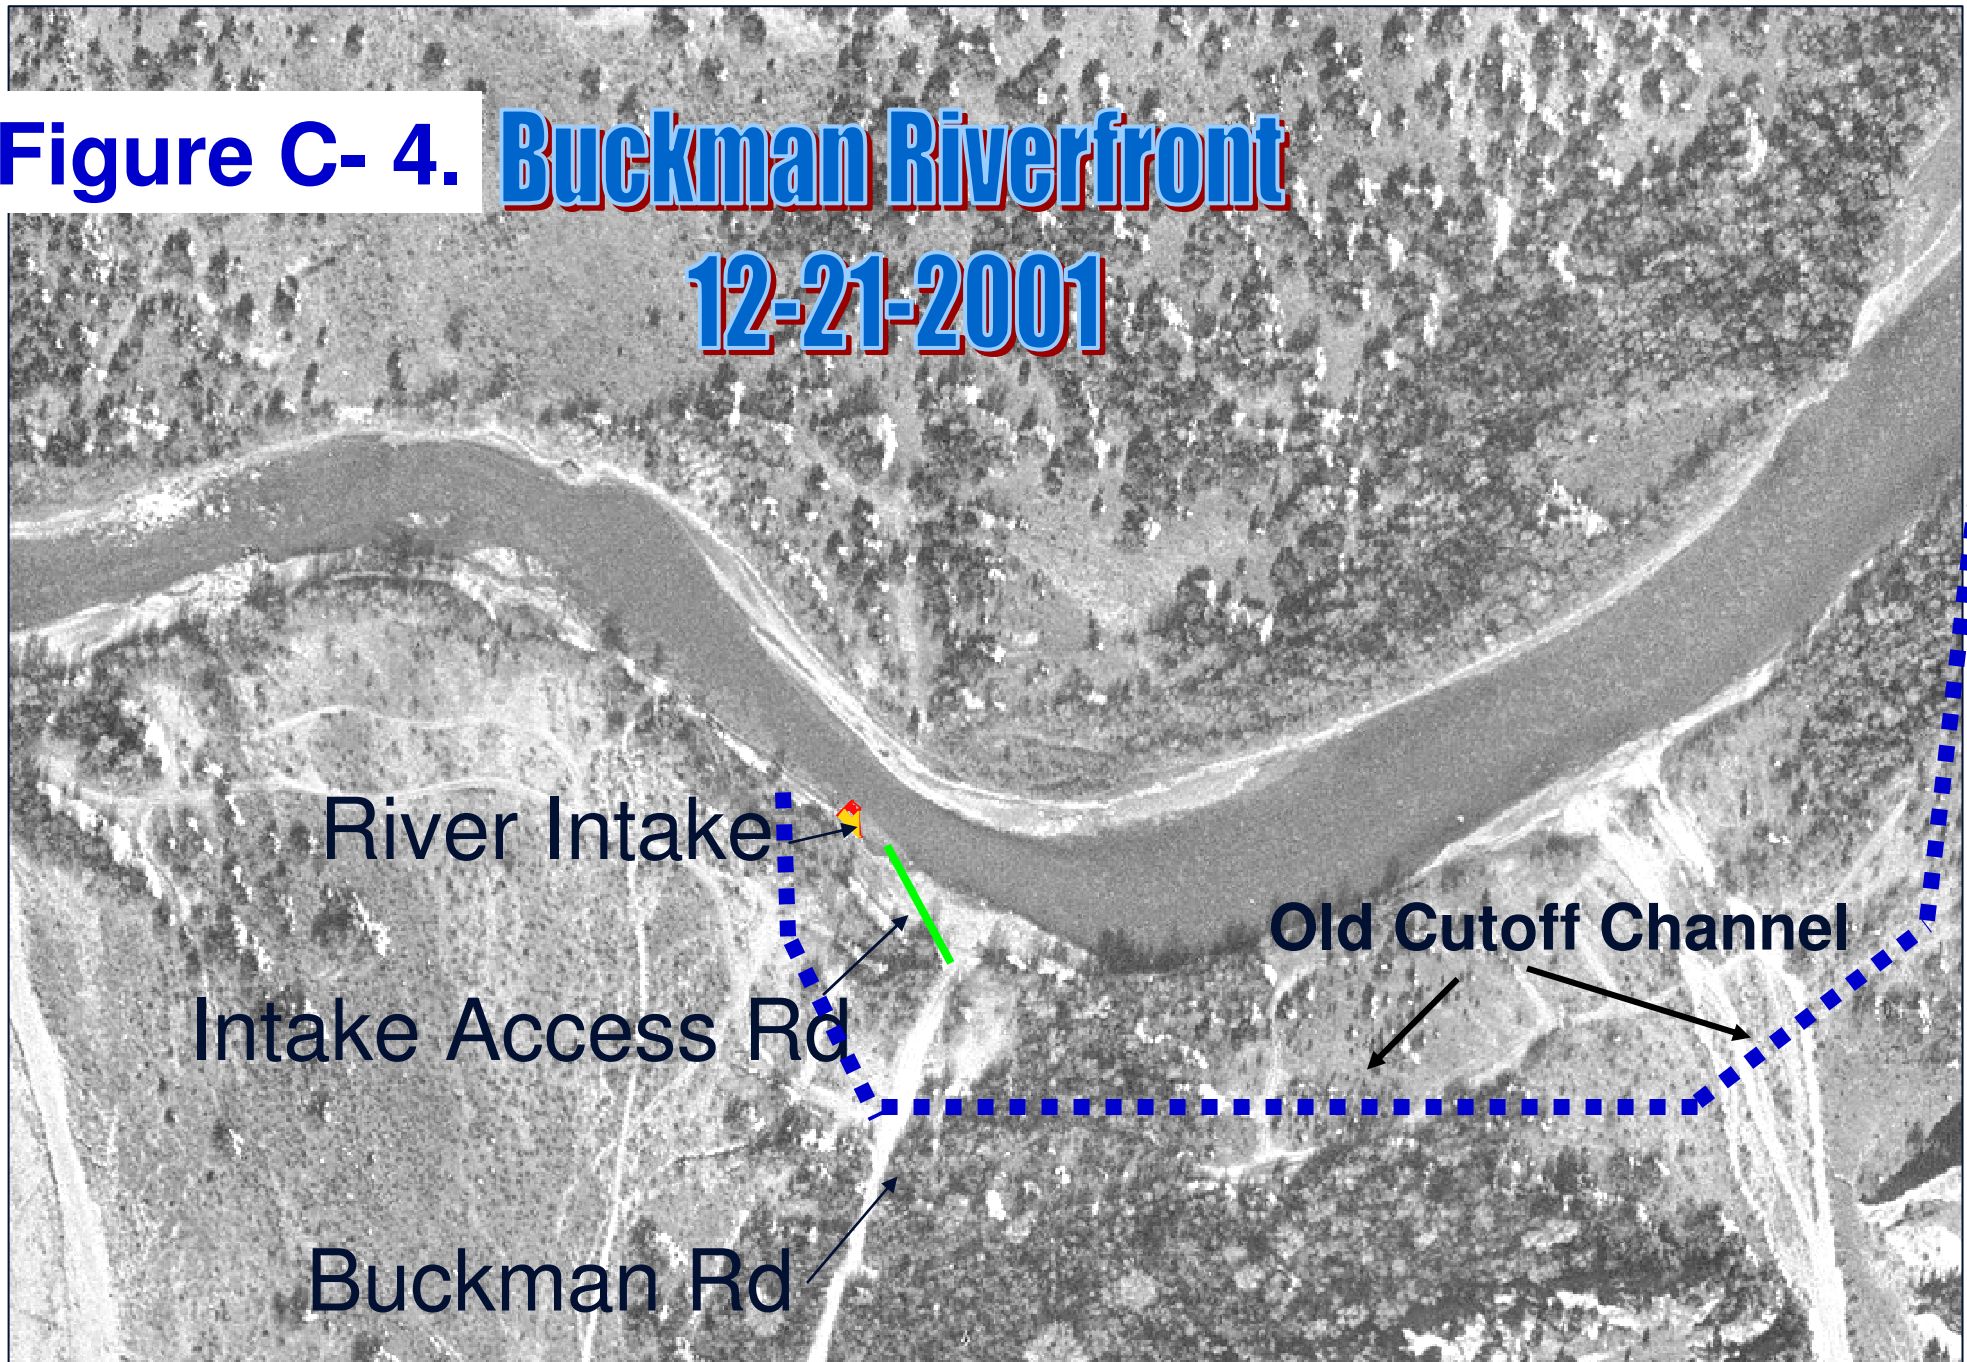 Figure C- 4.
Buckman Riverfront
12-21-2001
River Intake
Old Cutoff Channel
Intake Access Rd
Buckman Rd